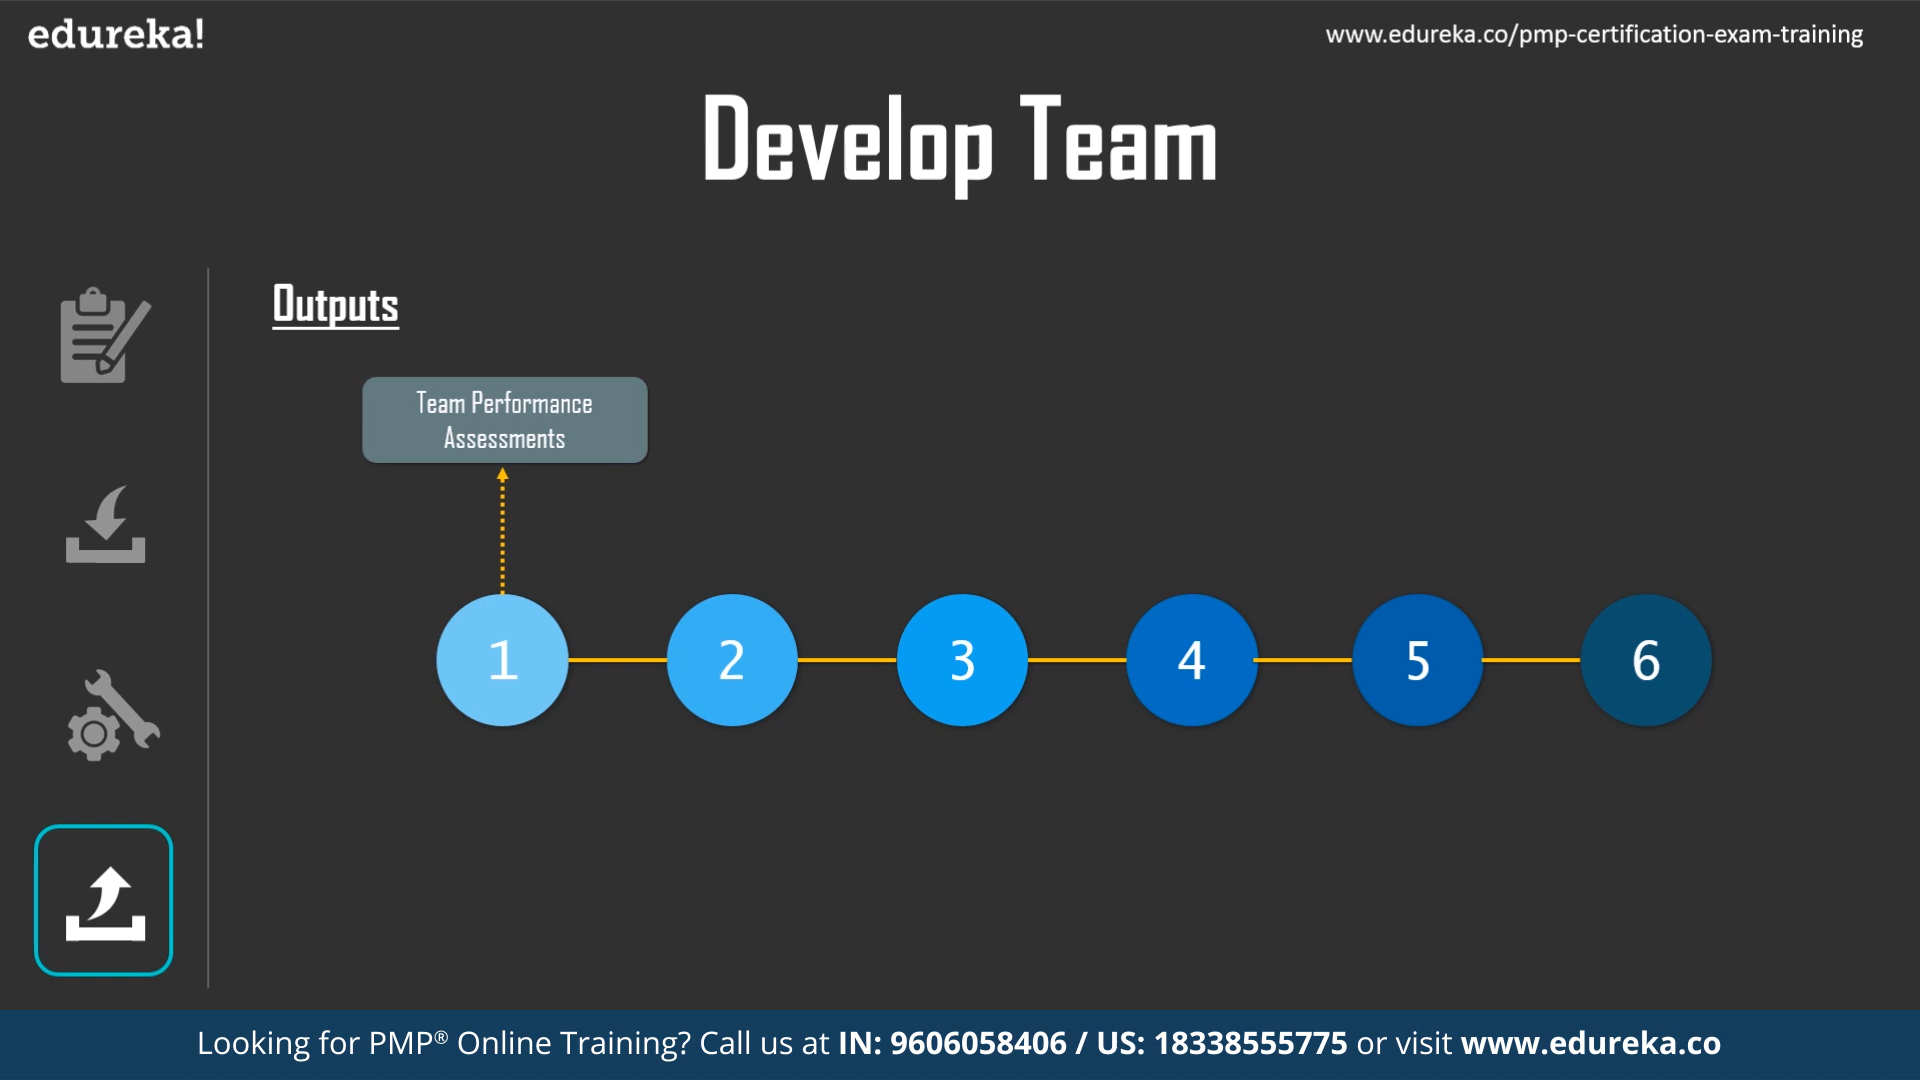 edureka!
www.edureka.co/pmp-certification-exam-training
Develop Team
Outputs
Team Performance
Assessments
1 2 3 4 5 6
Looking for PMP® Online Training? Call us at IN: 9606058406 / US: 18338555775 or visit www.edureka.co